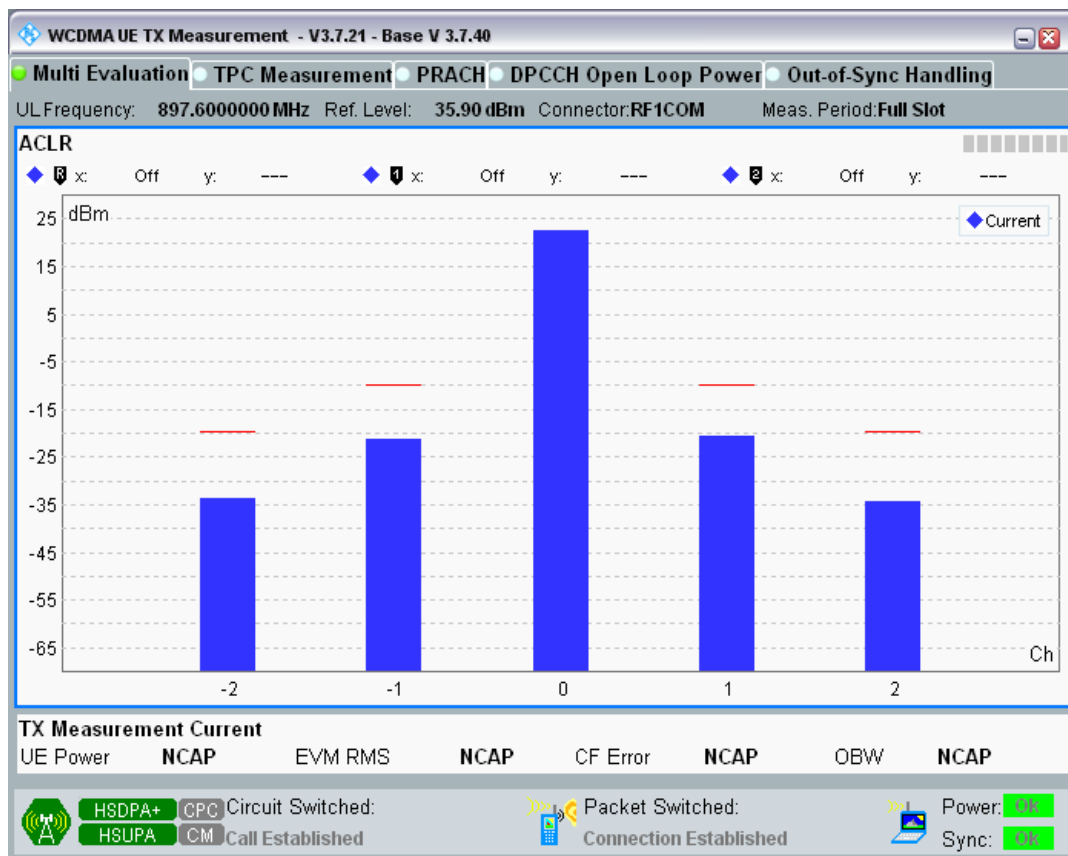 WCDMA UE TX Measurement - V3.7.21 - Base V 3.7.40
Multi Evaluation TPC Measurement PRACH DPCCH Open Loop Power Out-of-Sync Handling
UL Frequency: 897.6000000 MHz Ref. Level: 35.90 dBm Connector:RF1COM Meas. Period:Full Slot
ACLR
R x: Off y: --- 1 x: Off y: --- 2 x: Off y: ---
25 dBm
Current
15
5
-5
-15
-25
-35
-45
-55
-65
Ch
-2 -1 0 1 2
TX Measurement Current
UE Power NCAP EVM RMS NCAP CF Error NCAP OBW NCAP
HSDPA+ CPC Circuit Switched: Packet Switched: Power: OK
HSUPA CM Call Established Connection Established Sync: OK